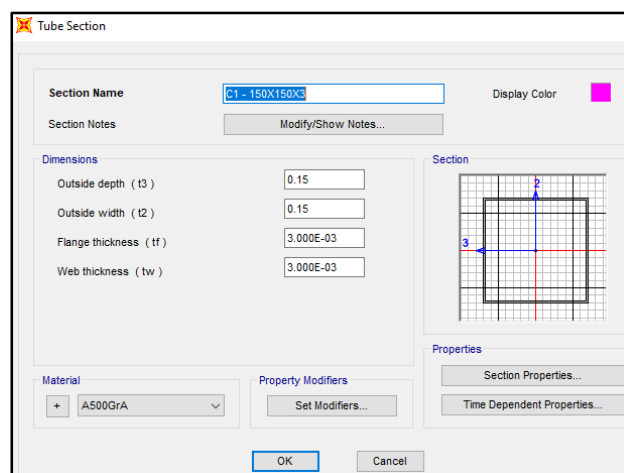 Tube Section
Section Name
C1 - 150X150X3
Display Color
Section Notes
Modify/Show Notes...
Dimensions
Outside depth ( t3 )
0.15
Outside width ( t2 )
0.15
Flange thickness ( tf )
3.000E-03
Web thickness ( tw )
3.000E-03
Section
2
3
Properties
Section Properties...
Time Dependent Properties...
Material
+
A500GrA
Property Modifiers
Set Modifiers...
OK
Cancel